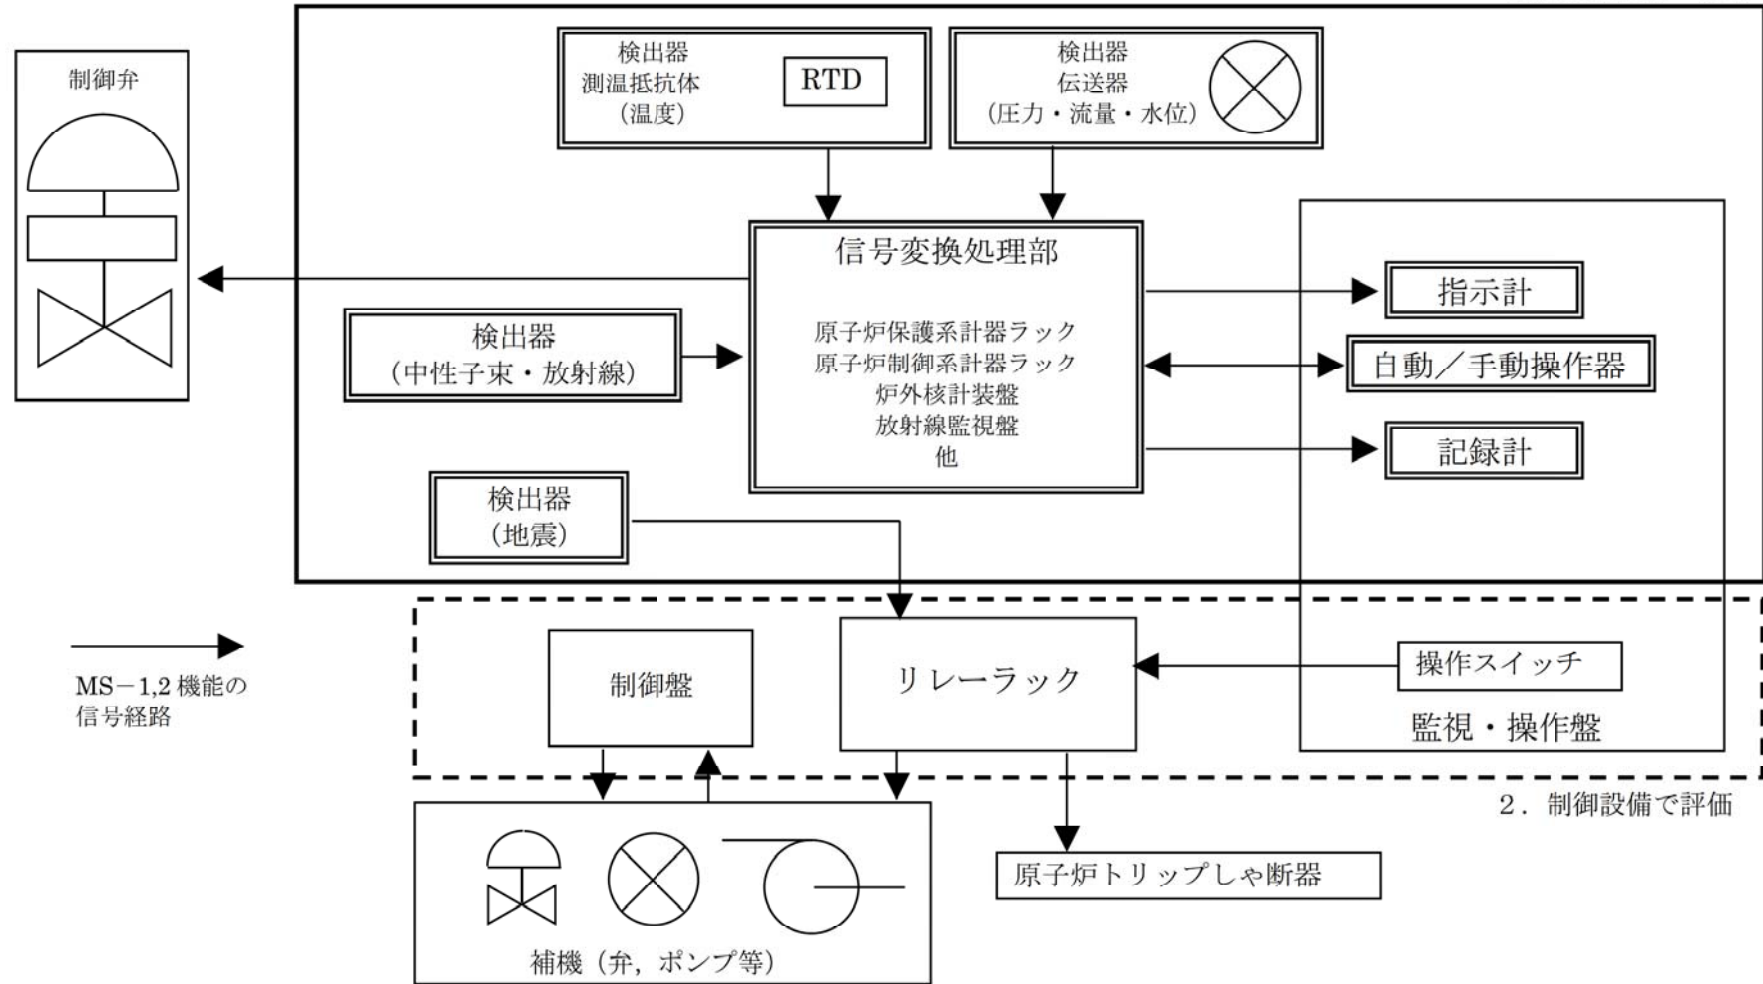 制御弁
検出器
測温抵抗体
（温度）
RTD
検出器
伝送器
（圧力・流量・水位）
信号変換処理部
原子炉保護系計器ラック
原子炉制御系計器ラック
炉外核計装盤
放射線監視盤
他
検出器
（中性子束・放射線）
検出器
（地震）
指示計
自動／手動操作器
記録計
MS－1,2 機能の
信号経路
制御盤
リレーラック
操作スイッチ
監視・操作盤
2．制御設備で評価
原子炉トリップしゃ断器
補機（弁，ポンプ等）